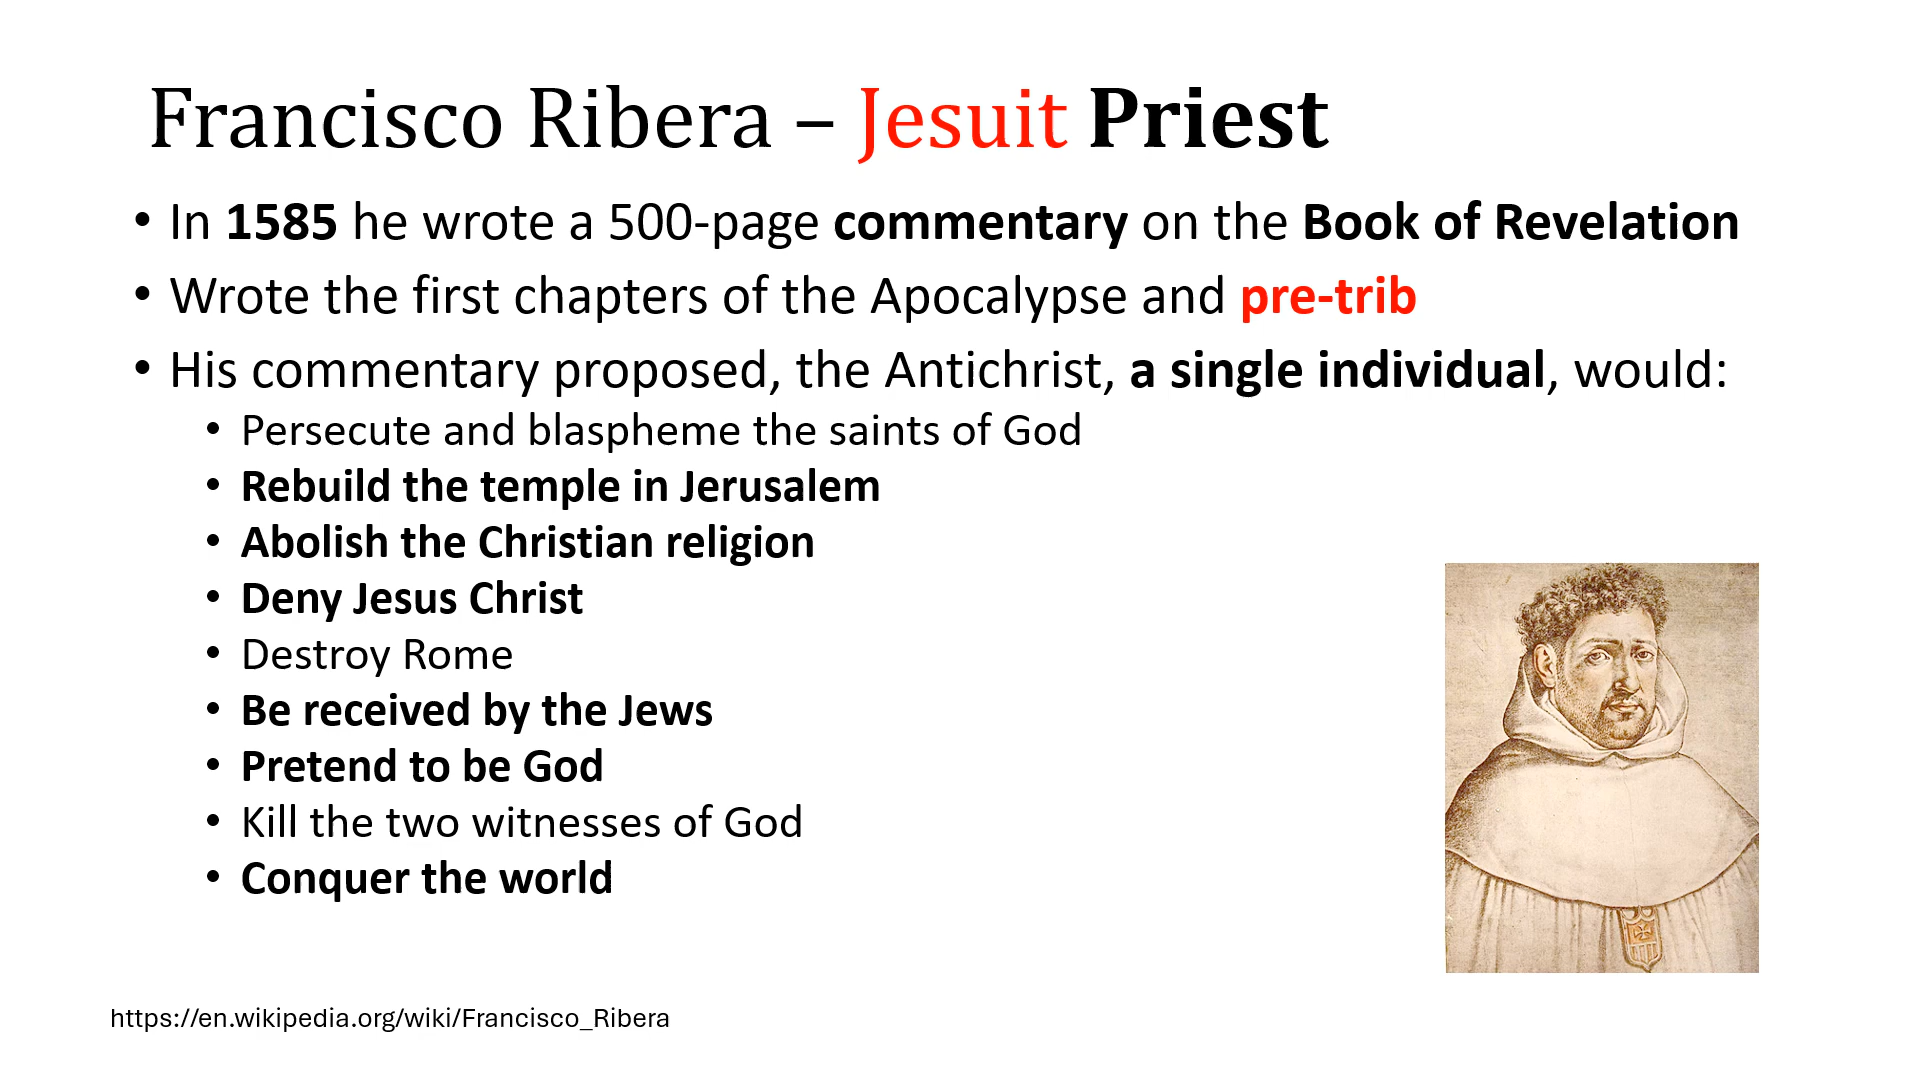 Francisco Ribera – Jesuit Priest
• In 1585 he wrote a 500-page commentary on the Book of Revelation
• Wrote the first chapters of the Apocalypse and pre-trib
• His commentary proposed, the Antichrist, a single individual, would:
• Persecute and blaspheme the saints of God
• Rebuild the temple in Jerusalem
• Abolish the Christian religion
• Deny Jesus Christ
• Destroy Rome
• Be received by the Jews
• Pretend to be God
• Kill the two witnesses of God
• Conquer the world
https://en.wikipedia.org/wiki/Francisco_Ribera